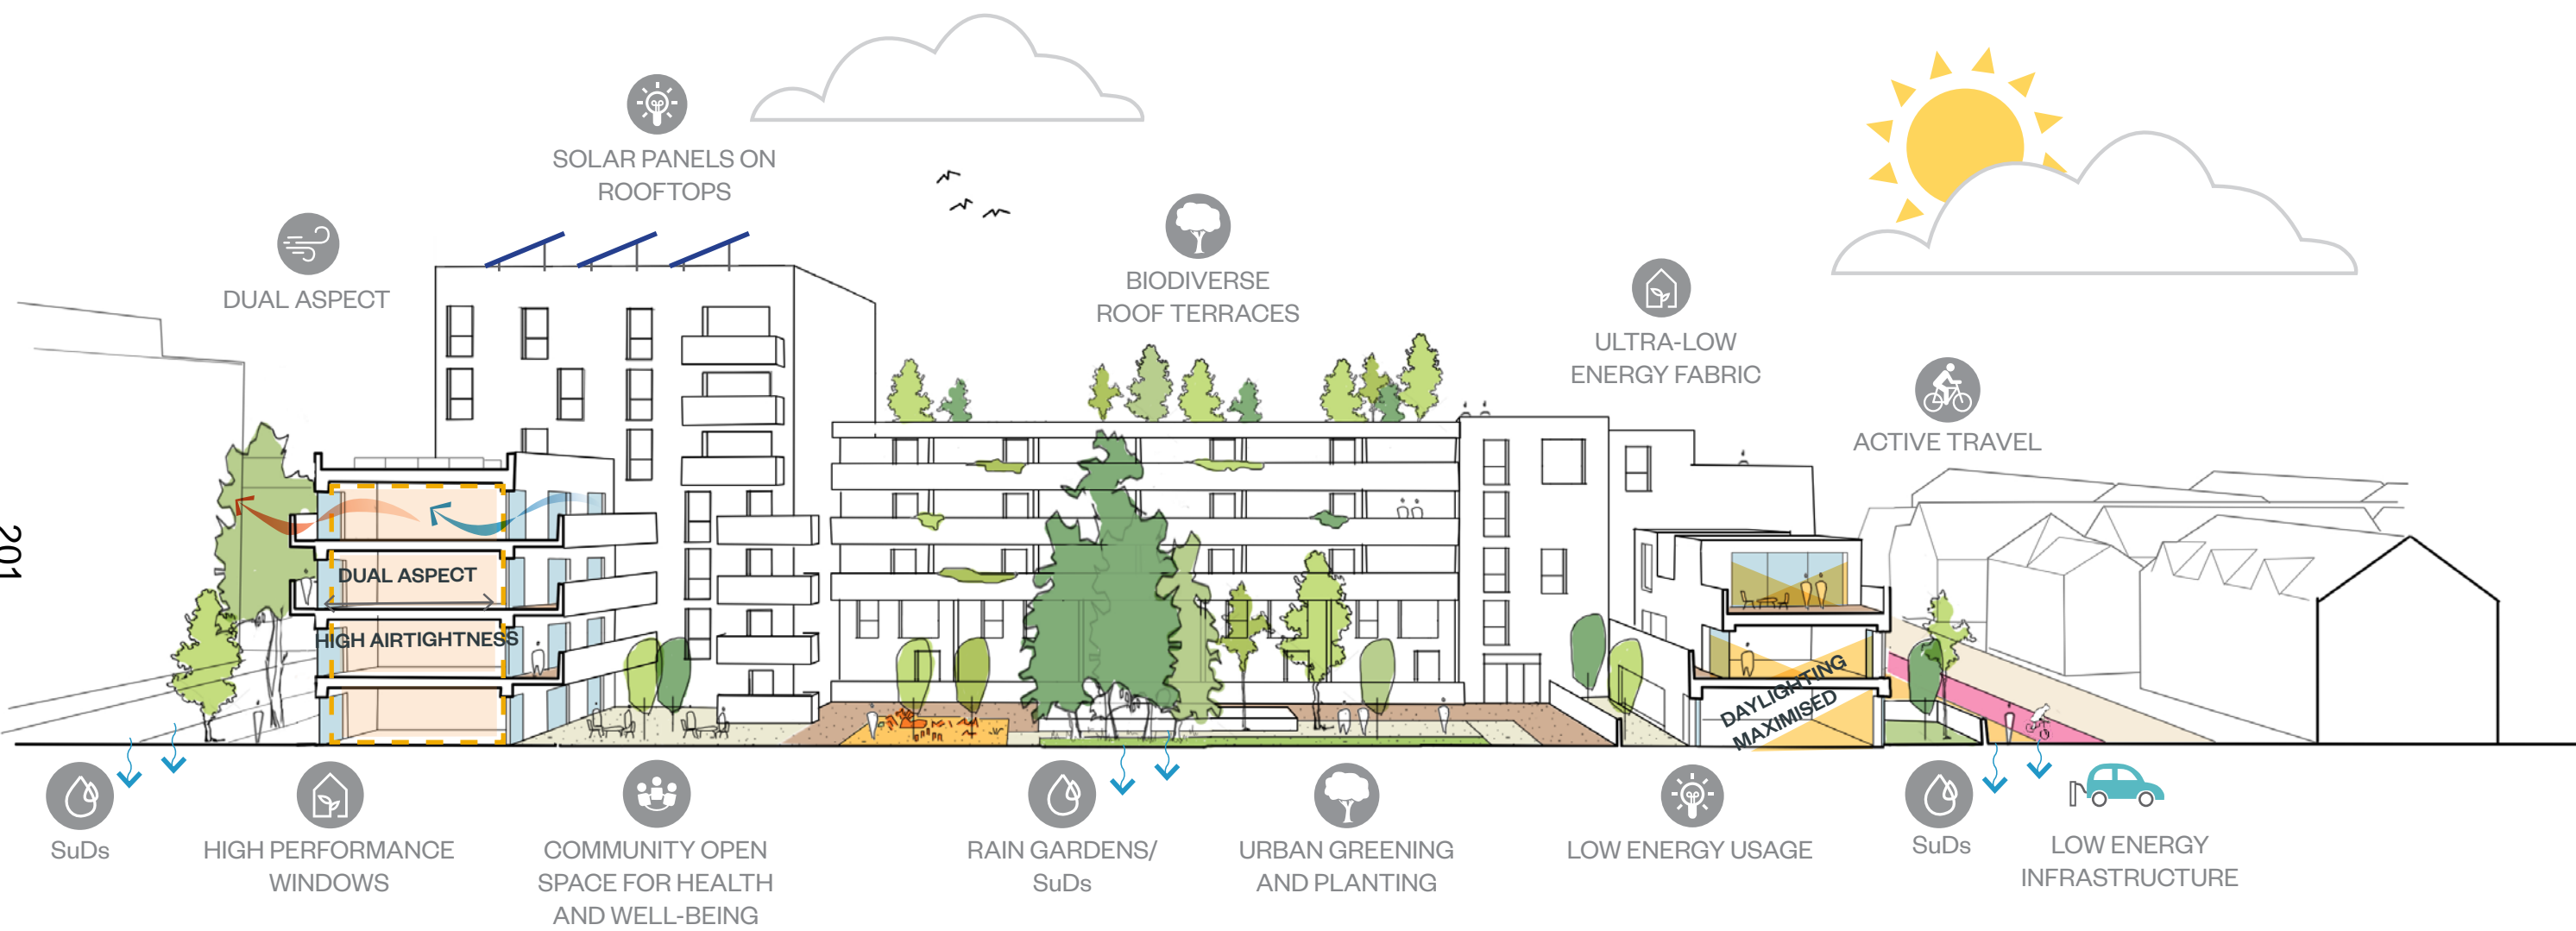 SOLAR PANELS ON
ROOFTOPS
DUAL ASPECT
BIODIVERSE
ROOF TERRACES
ULTRA-LOW
ENERGY FABRIC
ACTIVE TRAVEL
201
DUAL ASPECT
HIGH AIRTIGHTNESS
DAYLIGHTING
MAXIMISED
SuDs
HIGH PERFORMANCE
WINDOWS
COMMUNITY OPEN
SPACE FOR HEALTH
AND WELL-BEING
RAIN GARDENS/
SuDs
URBAN GREENING
AND PLANTING
LOW ENERGY USAGE
SuDs
LOW ENERGY
INFRASTRUCTURE